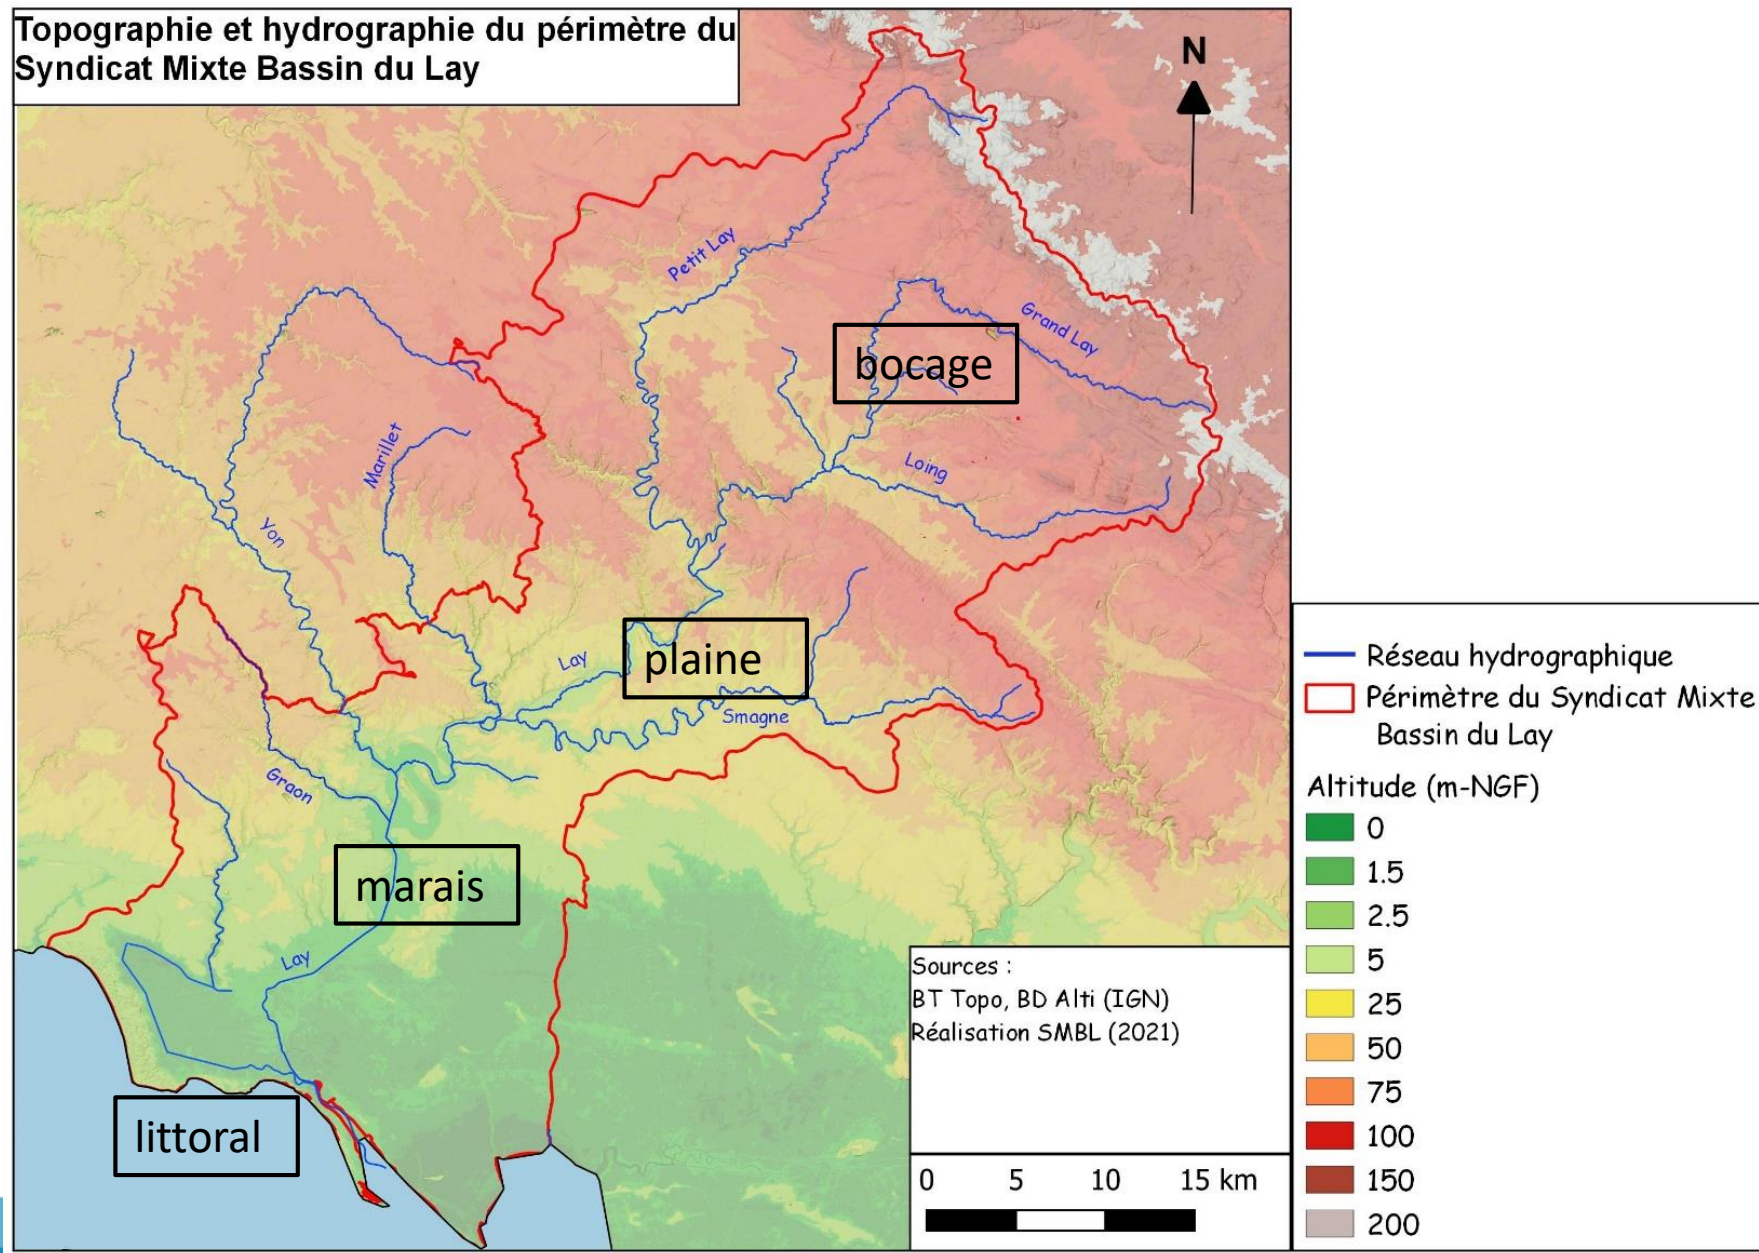 Topographie et hydrographie du périmètre du
Syndicat Mixte Bassin du Lay
N
Petit Lay
Grand Lay
bocage
Marillet
Loing
Yon
Lay
plaine
Smagne
Graon
marais
Lay
littoral
Sources :
BT Topo, BD Alti (IGN)
Réalisation SMBL (2021)
0 5 10 15 km
Réseau hydrographique
Périmètre du Syndicat Mixte
Bassin du Lay
Altitude (m-NGF)
0
1.5
2.5
5
25
50
75
100
150
200